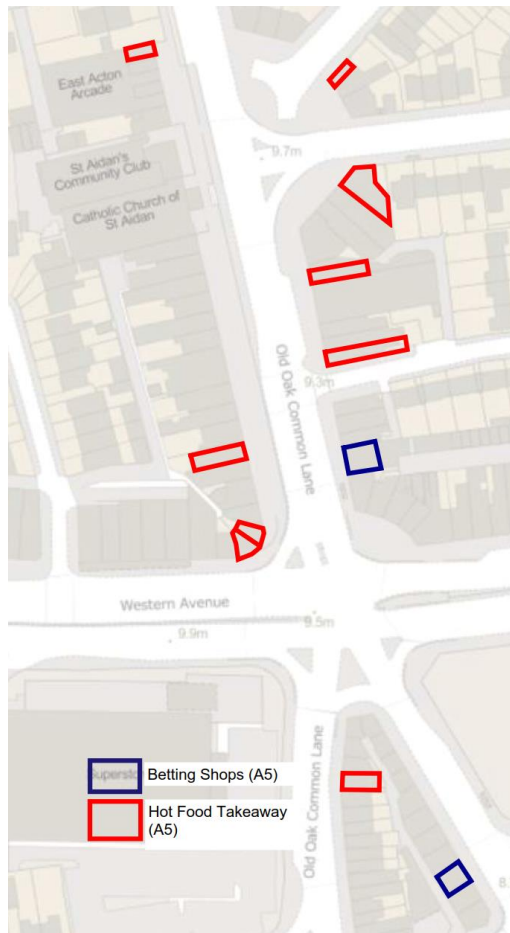 East Acton
Arcade
St Aidan's
Community Club
Catholic Church of
St Aidan
9.7m
Old Oak Common Lane
9.3m
Western Avenue
9.9m
9.5m
Old Oak Common Lane
Betting Shops (A5)
Hot Food Takeaway
(A5)
8.